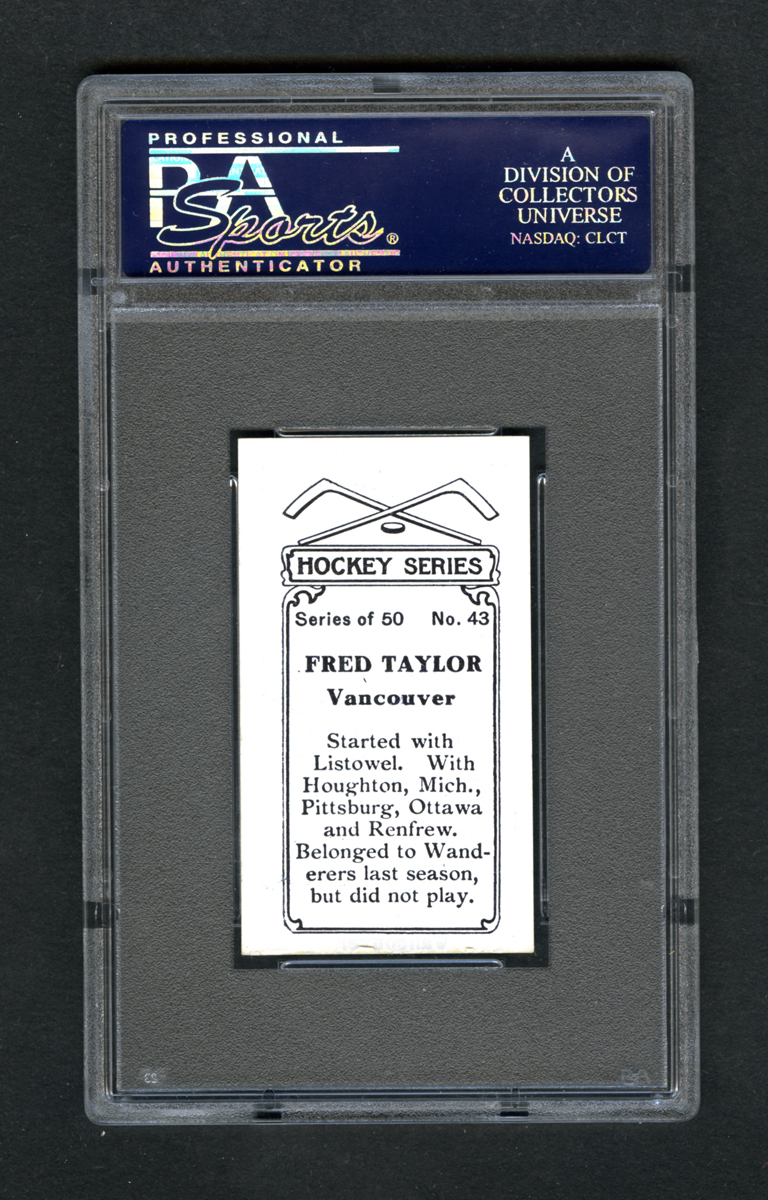 PROFESSIONAL
PSA
Sports®
AUTHENTICATOR
A
DIVISION OF
COLLECTORS
UNIVERSE
NASDAQ: CLCT
HOCKEY SERIES
Series of 50 No. 43
FRED TAYLOR
Vancouver
Started with
Listowel. With
Houghton, Mich.,
Pittsburg, Ottawa
and Renfrew.
Belonged to Wand-
erers last season,
but did not play.